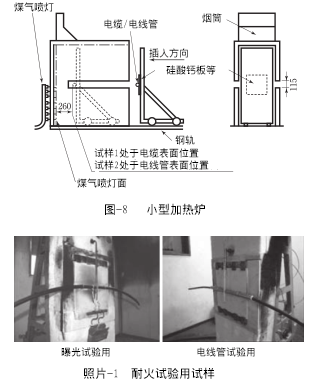 煤气喷灯
电缆/电线管
烟筒
插入方向
硅酸钙板等
260
115
钢轨
试样1处于电缆表面位置
试样2处于电线管表面位置
煤气喷灯面
图-8 小型加热炉
曝光试验用
电线管试验用
照片-1 耐火试验用试样